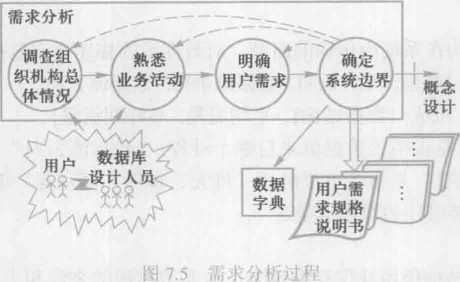 需求分析
调查组
织机构总
体情况
熟悉
业务活动
明确
用户需求
确定
系统边界
概念
设计
用户
数据库
设计人员
数据
字典
用户需
求规格
说明书
⋮
⋮
图 7.5 需求分析过程